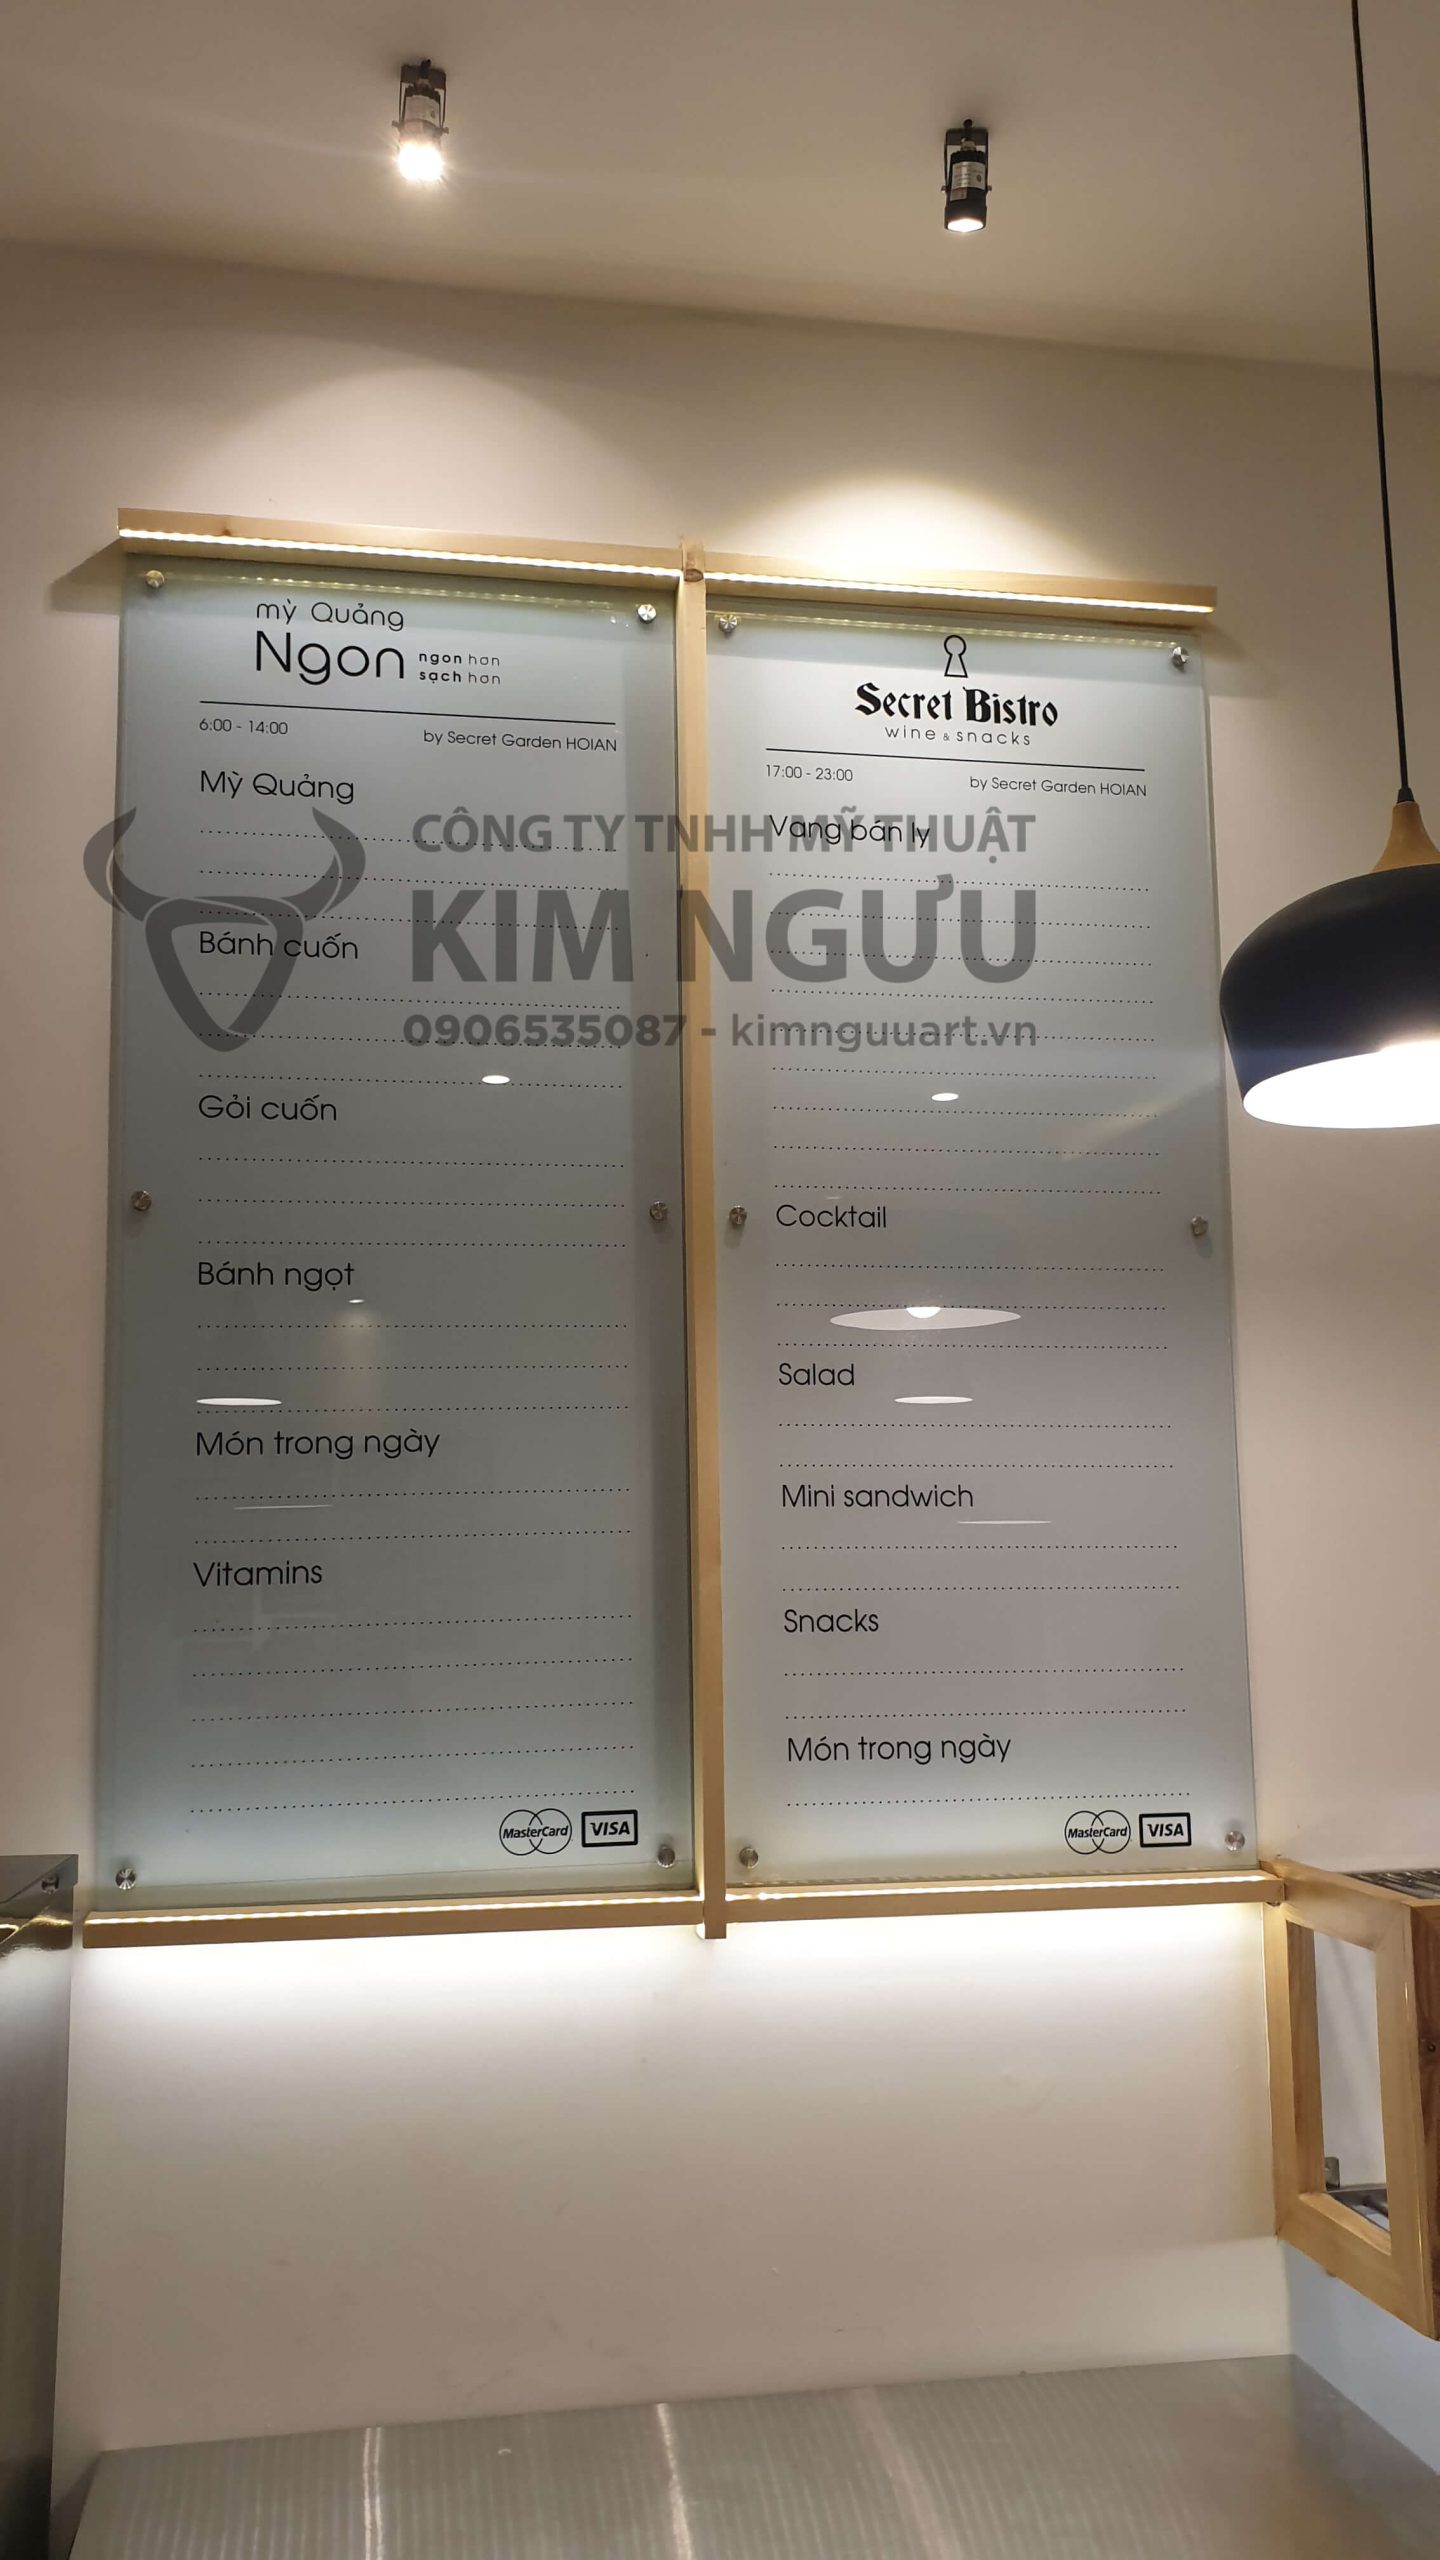 mỳ Quảng
Ngon
ngon hơn
sạch hơn
6:00 - 14:00
by Secret Garden HOIAN
Mỳ Quảng
Bánh cuốn
Gỏi cuốn
Bánh ngọt
Món trong ngày
Vitamins
MasterCard
VISA
Secret Bistro
wine & snacks
17:00 - 23:00
by Secret Garden HOIAN
Vang bán ly
Cocktail
Salad
Mini sandwich
Snacks
Món trong ngày
MasterCard
VISA
CÔNG TY TNHH MỸ THUẬT
KIM NGƯU
0906535087 - kimnguuart.vn